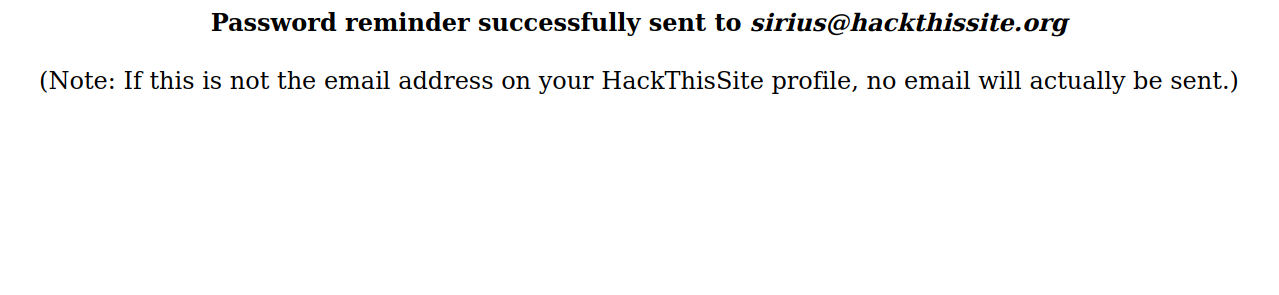 Password reminder successfully sent to sirius@hackthissite.org
(Note: If this is not the email address on your HackThisSite profile, no email will actually be sent.)